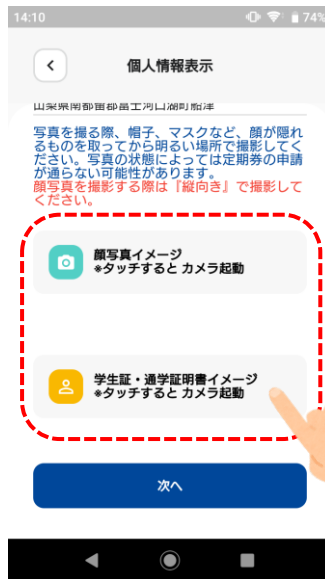 14:10
74%
個人情報表示
山梨県南都留郡富士河口湖町船津
写真を撮る際、帽子、マスクなど、顔が隠れ
るものを取ってから明るい場所で撮影してく
ださい。写真の状態によっては定期券の申請
が通らない可能性があります。
顔写真を撮影する際は『縦向き』で撮影して
ください。
顔写真イメージ
※タッチすると カメラ起動
学生証・通学証明書イメージ
※タッチすると カメラ起動
次へ